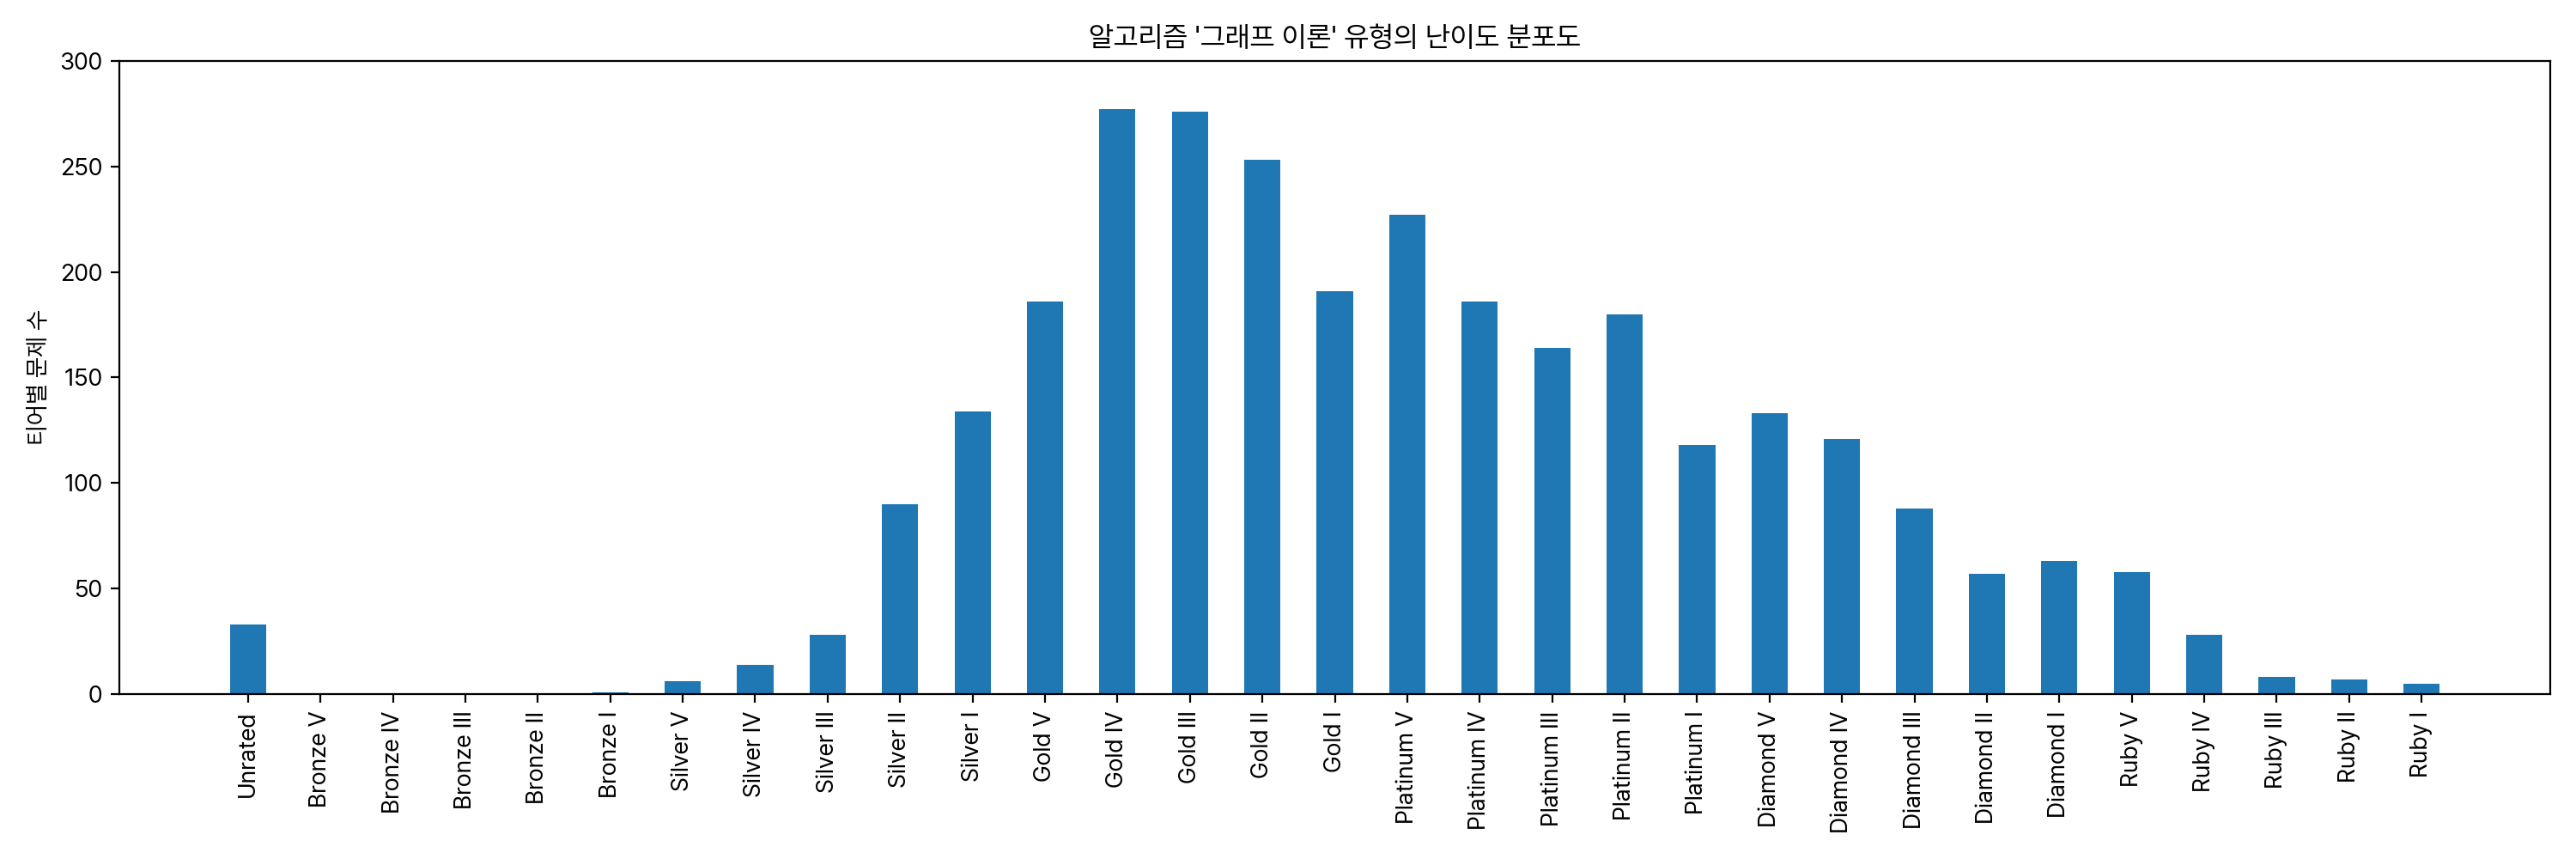 알고리즘 '그래프 이론' 유형의 난이도 분포도
티어별 문제 수
300
250
200
150
100
50
0
Unrated
Bronze V
Bronze IV
Bronze III
Bronze II
Bronze I
Silver V
Silver IV
Silver III
Silver II
Silver I
Gold V
Gold IV
Gold III
Gold II
Gold I
Platinum V
Platinum IV
Platinum III
Platinum II
Platinum I
Diamond V
Diamond IV
Diamond III
Diamond II
Diamond I
Ruby V
Ruby IV
Ruby III
Ruby II
Ruby I